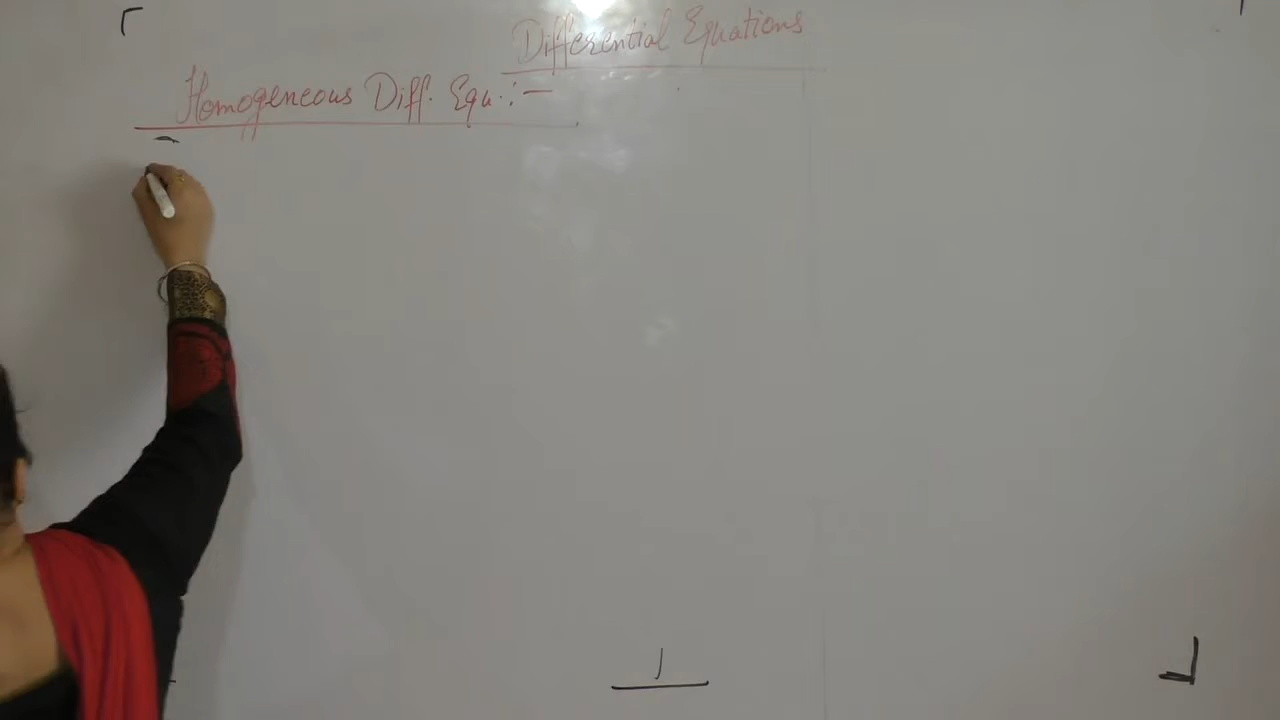 Differential Equations
Homogeneous Diff. Equ. :-